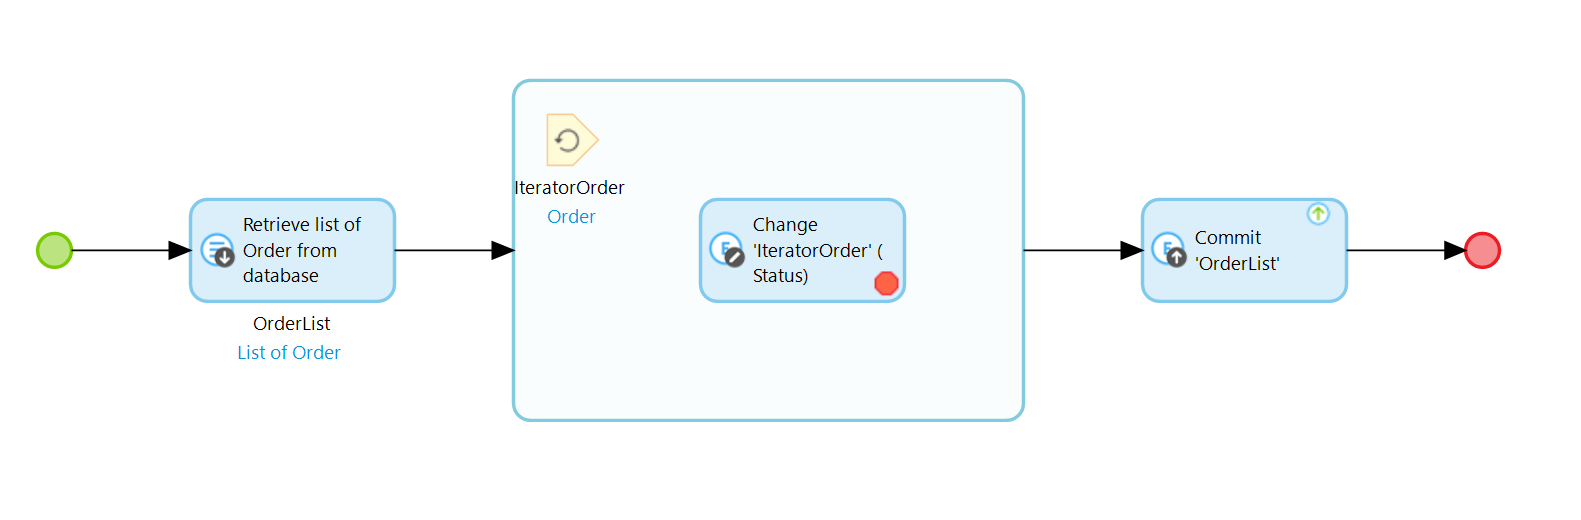 Retrieve list of
Order from
database
OrderList
List of Order
IteratorOrder
Order
Change
'IteratorOrder' (
Status)
Commit
'OrderList'